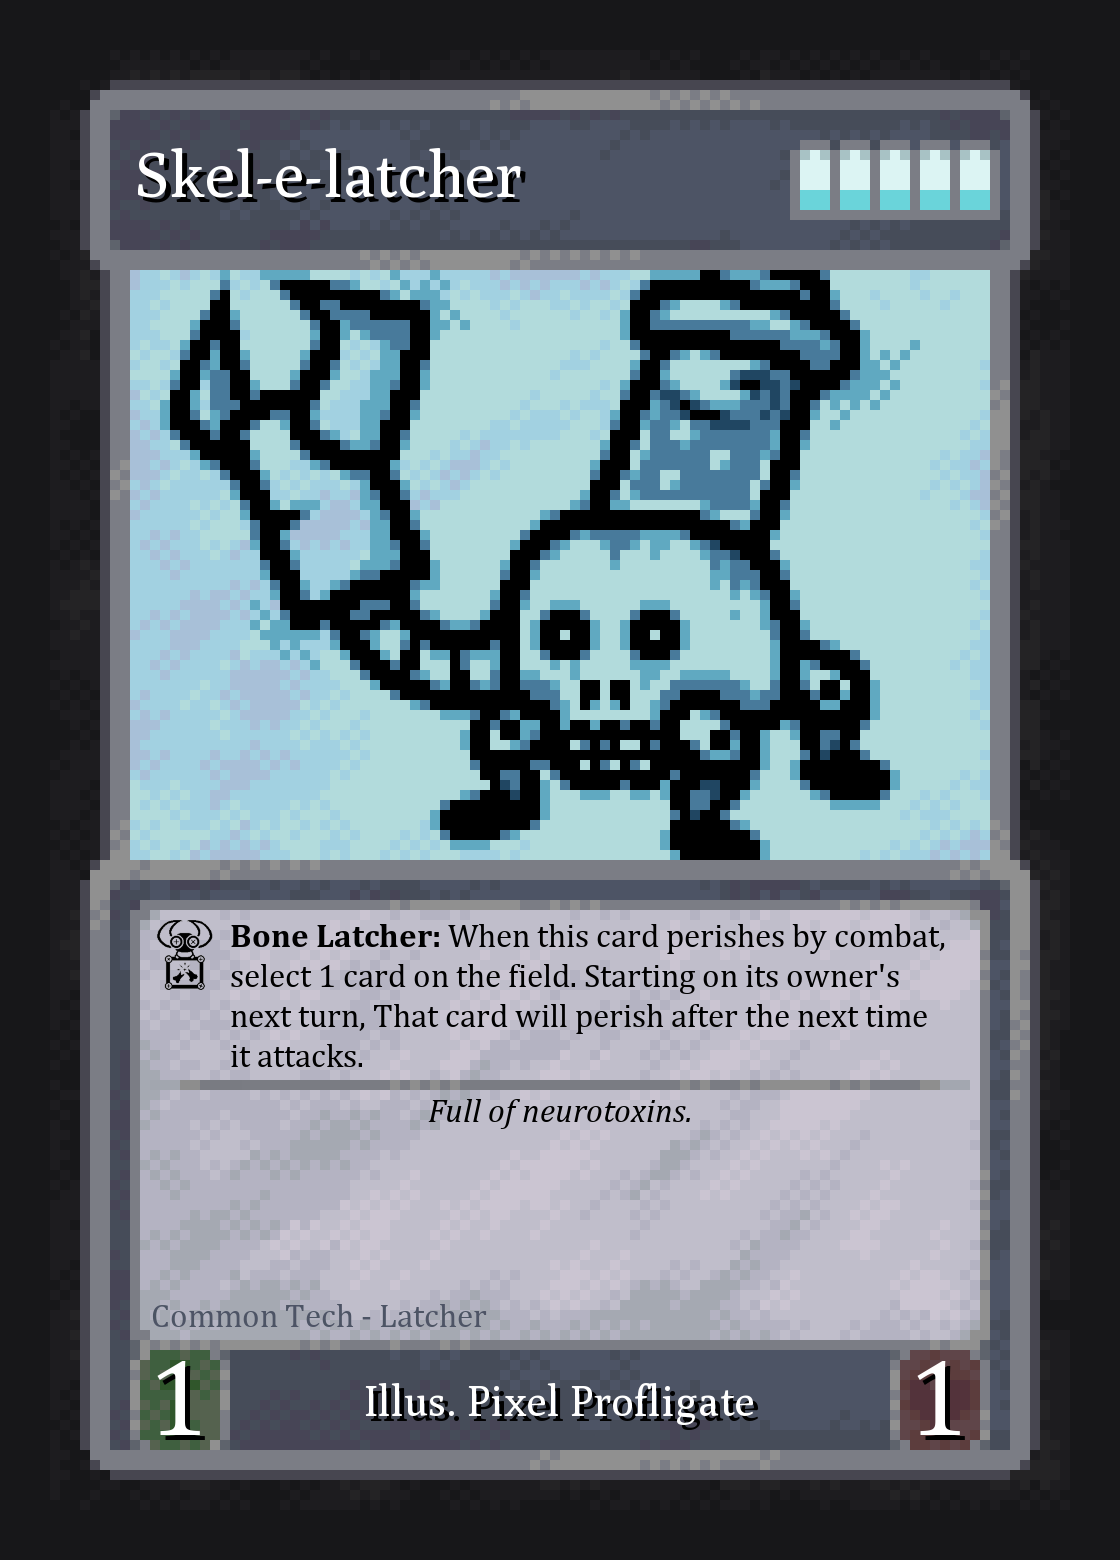 Skel-e-latcher
Bone Latcher: When this card perishes by combat,
select 1 card on the field. Starting on its owner's
next turn, That card will perish after the next time
it attacks.
Full of neurotoxins.
Common Tech - Latcher
1
Illus. Pixel Profligate
1